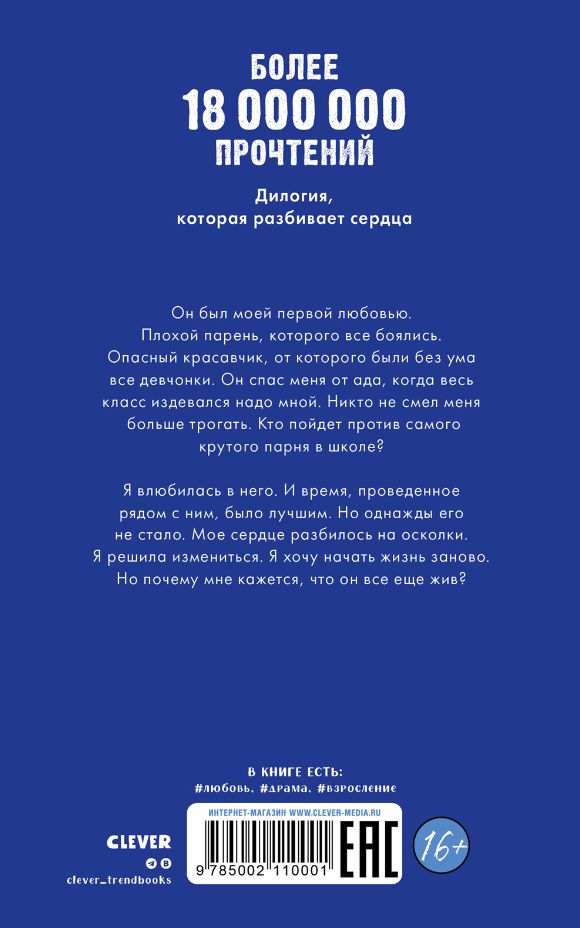 БОЛЕЕ
18 000 000
ПРОЧТЕНИЙ
Дилогия,
которая разбивает сердца
Он был моей первой любовью.
Плохой парень, которого все боялись.
Опасный красавчик, от которого были без ума
все девчонки. Он спас меня от ада, когда весь
класс издевался надо мной. Никто не смел меня
больше трогать. Кто пойдет против самого
крутого парня в школе?
Я влюбилась в него. И время, проведенное
рядом с ним, было лучшим. Но однажды его
не стало. Мое сердце разбилось на осколки.
Я решила измениться. Я хочу начать жизнь заново.
Но почему мне кажется, что он все еще жив?
В КНИГЕ ЕСТЬ:
#любовь, #драма, #взросление
ИНТЕРНЕТ-МАГАЗИН WWW.CLEVER-MEDIA.RU
9 785002 110001
EAC
16+
CLEVER
clever_trendbooks